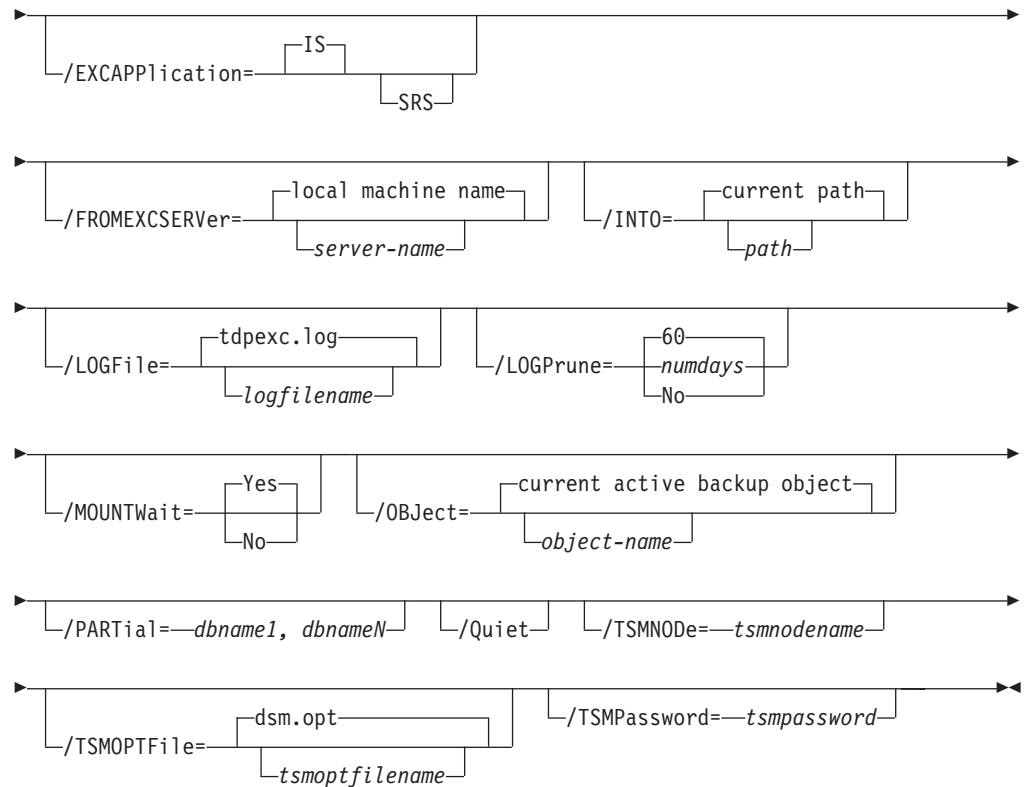 IS
/EXCAPPlication=
SRS
local machine name
current path
/FROMEXCSERVer=
/INTO=
server-name
path
tdpexc.log
60
/LOGFile=
/LOGPrune=
numdays
logfilename
No
Yes
current active backup object
/MOUNTWait=
/OBJect=
No
object-name
/PARTial= dbname1, dbnameN
/Quiet
/TSMNODe= tsmnodename
dsm.opt
/TSMPassword= tsmpassword
/TSMOPTFile=
tsmoptfilename